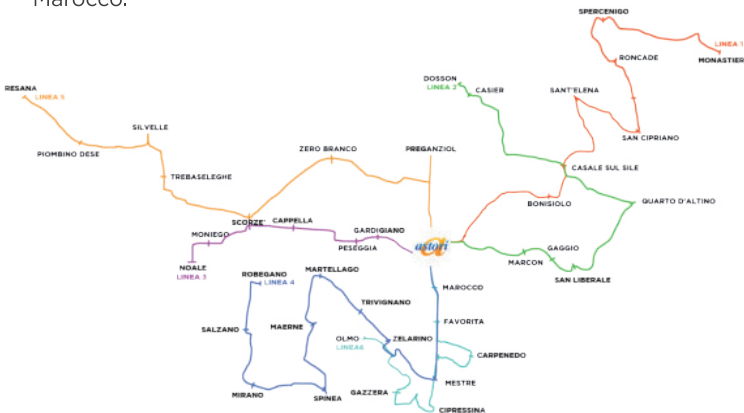 Marocco.
SPERCENIGO
LINEA 1
MONASTIER
RONCADE
DOSSON
LINEA 2
CASIER
SANT'ELENA
RESANA
LINEA 5
SAN CIPRIANO
SILVELLE
PIOMBINO DESE
ZERO BRANCO
PREGANZIOL
CASALE SUL SILE
TREBASELEGHE
BONISIOLO
QUARTO D'ALTINO
SCORZE'
CAPPELLA
GARDIGIANO
MONIEGO
PESEGGIA
astori
GAGGIO
MARCON
SAN LIBERALE
NOALE
LINEA 3
ROBEGANO
LINEA 4
MARTELLAGO
MAROCCO
TRIVIGNANO
SALZANO
MAERNE
FAVORITA
OLMO
LINEA6
ZELARINO
CARPENEDO
MIRANO
SPINEA
GAZZERA
MESTRE
CIPRESSINA